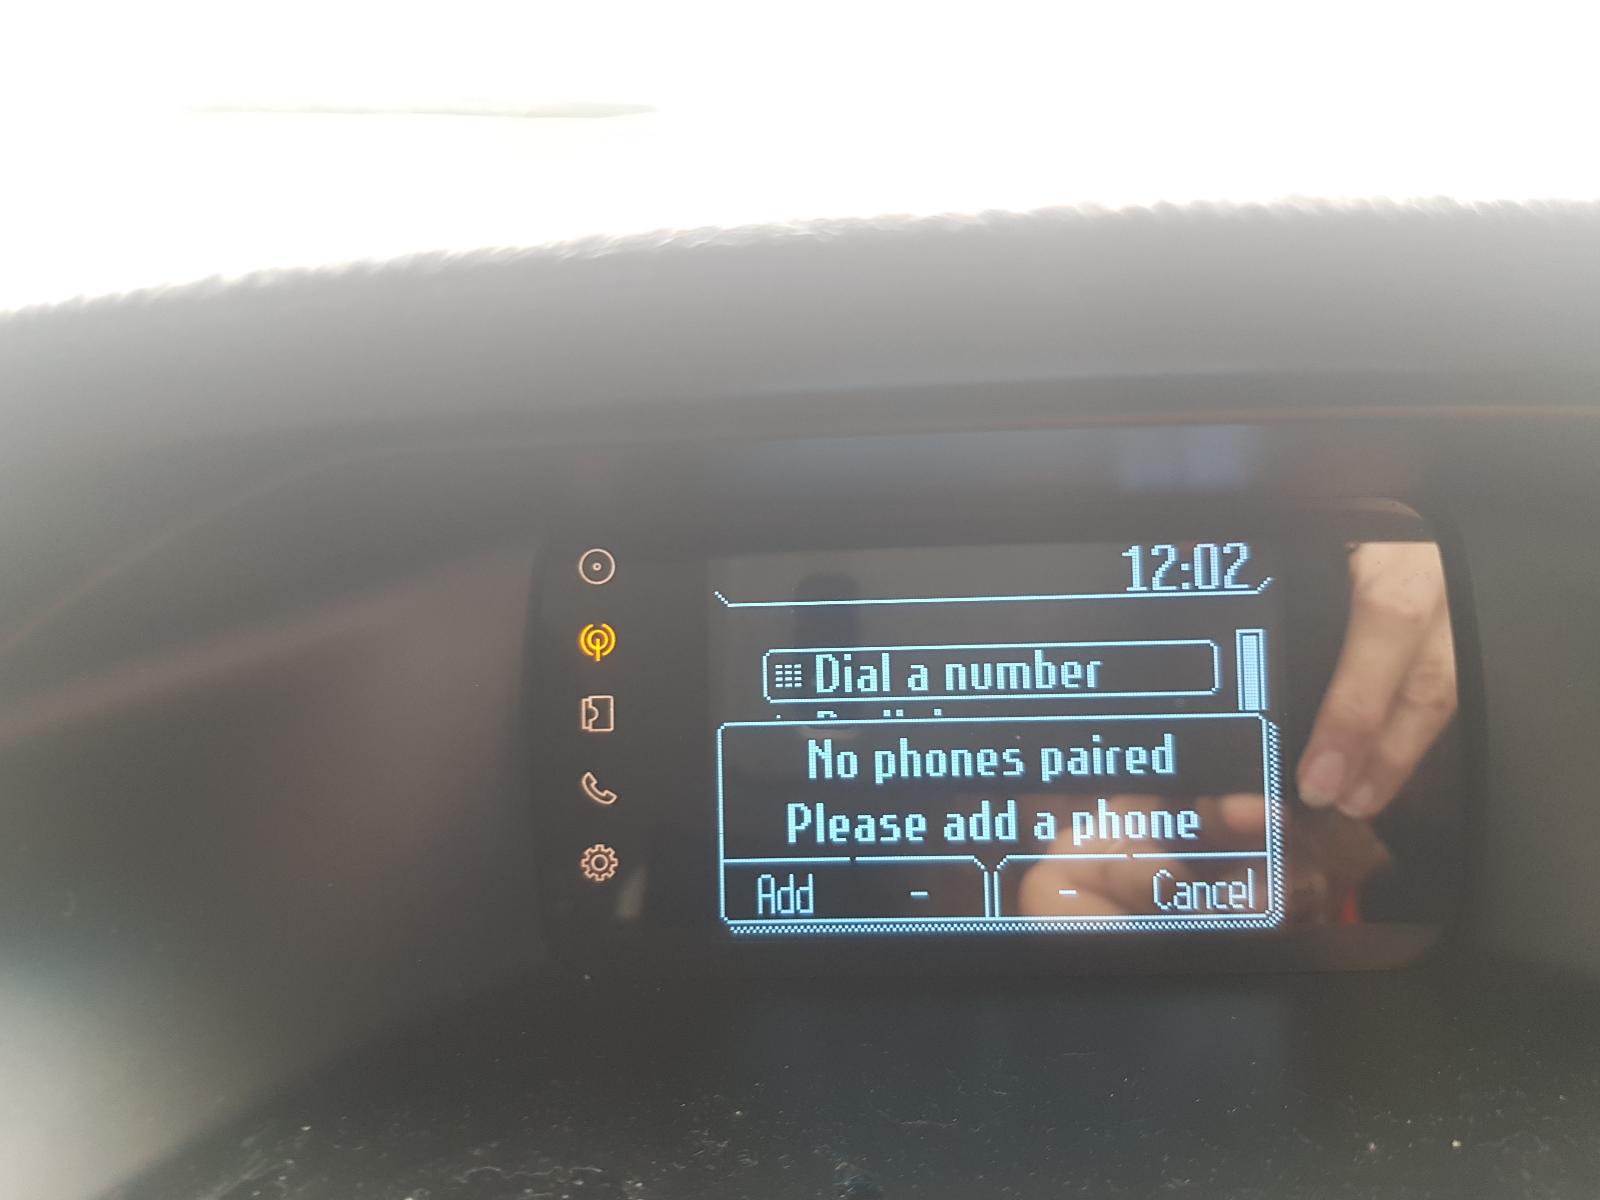 12:02
Dial a number
No phones paired
Please add a phone
Add - - Cancel